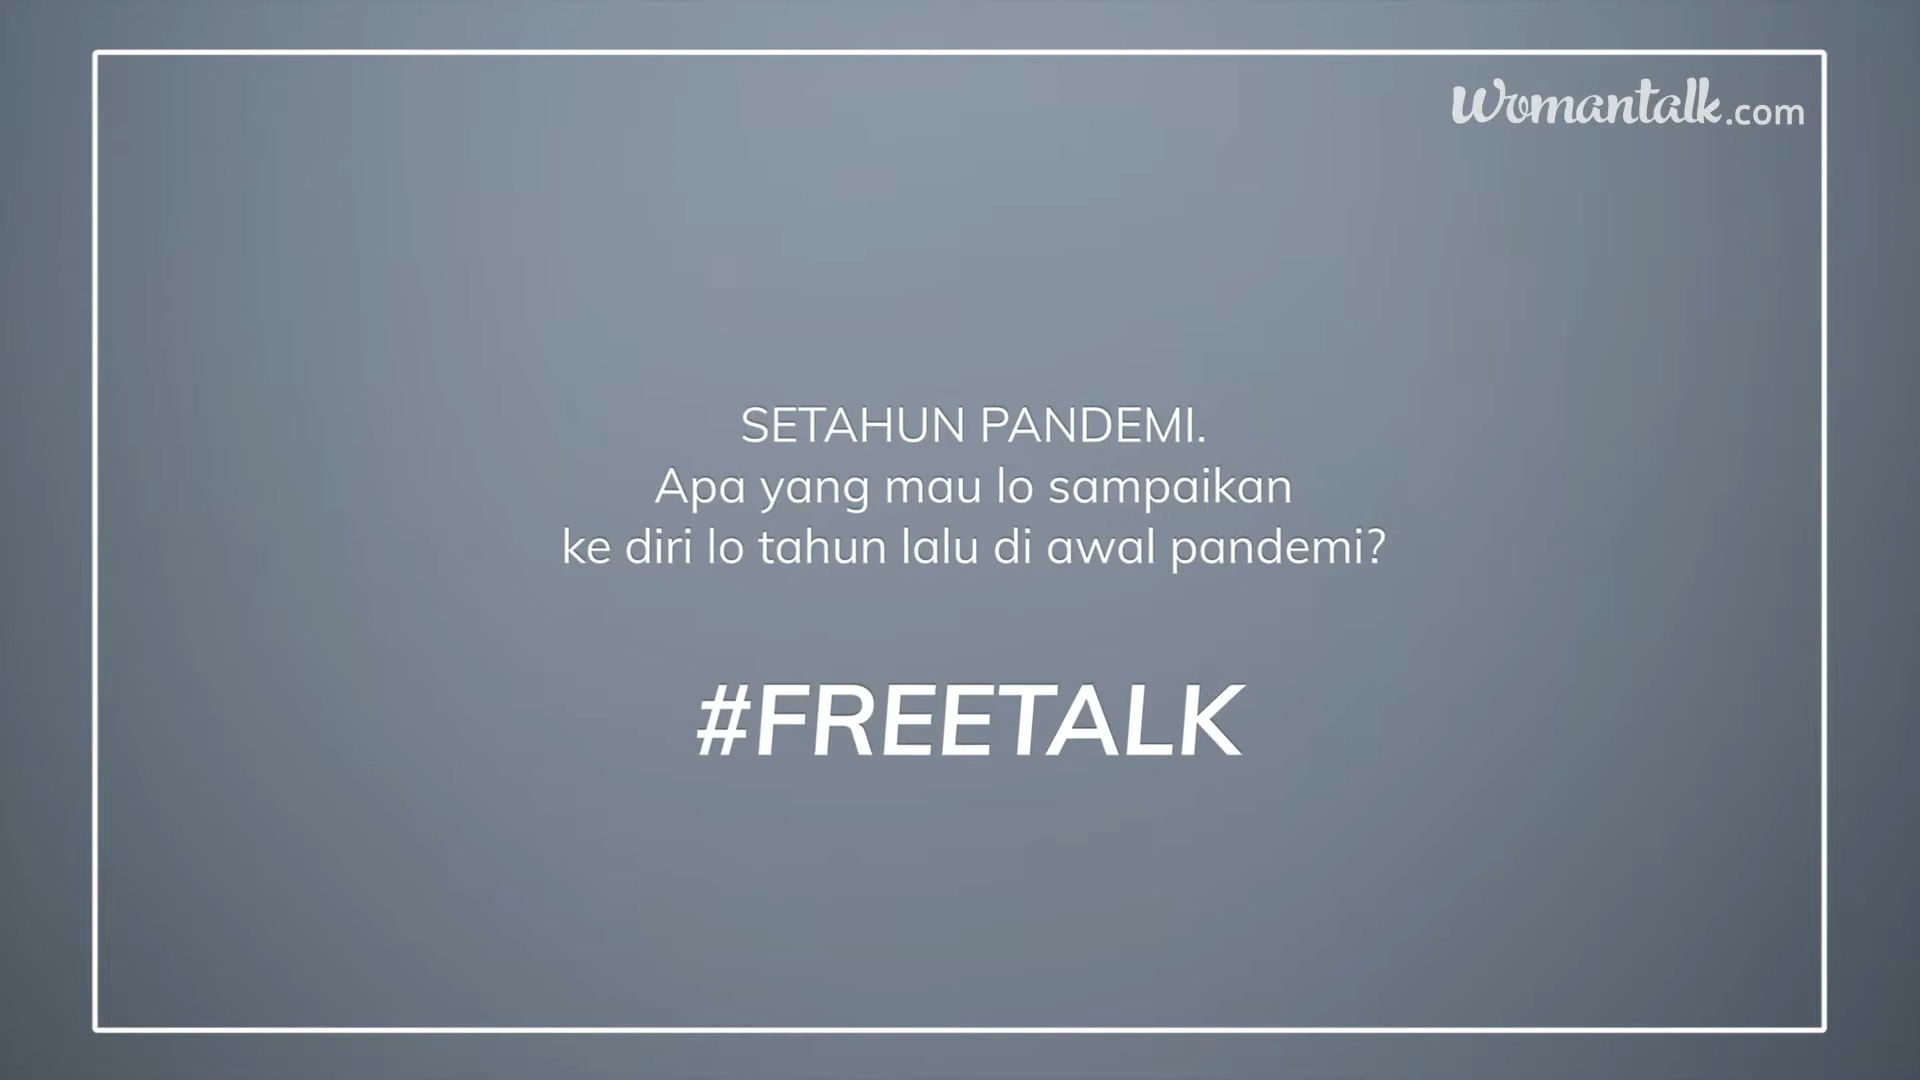 Womantalk.com
SETAHUN PANDEMI.
Apa yang mau lo sampaikan
ke diri lo tahun lalu di awal pandemi?
#FREETALK